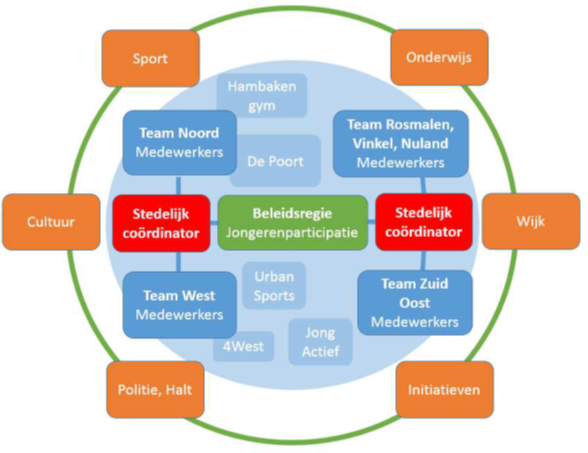 Sport
Onderwijs
Hambaken
gym
Team Noord
Medewerkers
De Poort
Team Rosmalen,
Vinkel, Nuland
Medewerkers
Cultuur
Stedelijk
coördinator
Beleidsregie
Jongerenparticipatie
Stedelijk
coördinator
Wijk
Team West
Medewerkers
Urban
Sports
Team Zuid
Oost
Medewerkers
4West
Jong
Actief
Politie, Halt
Initiatieven